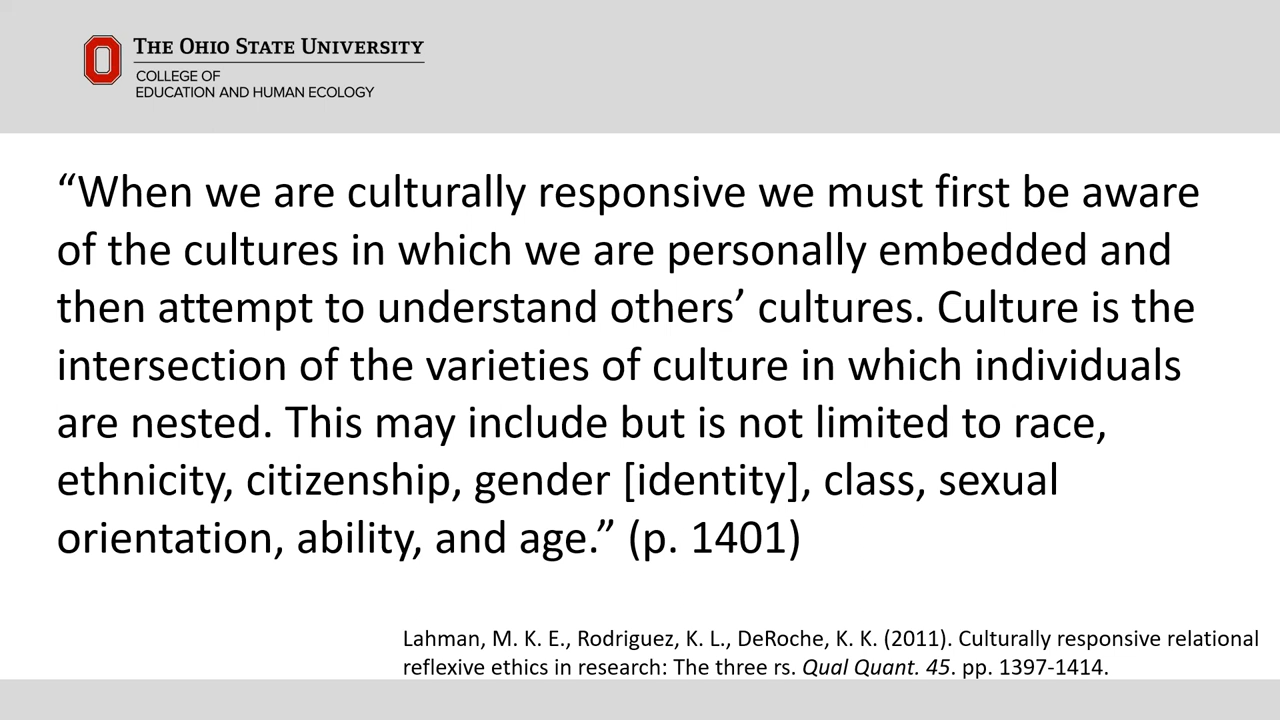 THE OHIO STATE UNIVERSITY
COLLEGE OF
EDUCATION AND HUMAN ECOLOGY
“When we are culturally responsive we must first be aware
of the cultures in which we are personally embedded and
then attempt to understand others’ cultures. Culture is the
intersection of the varieties of culture in which individuals
are nested. This may include but is not limited to race,
ethnicity, citizenship, gender [identity], class, sexual
orientation, ability, and age.” (p. 1401)
Lahman, M. K. E., Rodriguez, K. L., DeRoche, K. K. (2011). Culturally responsive relational
reflexive ethics in research: The three rs. Qual Quant. 45. pp. 1397-1414.